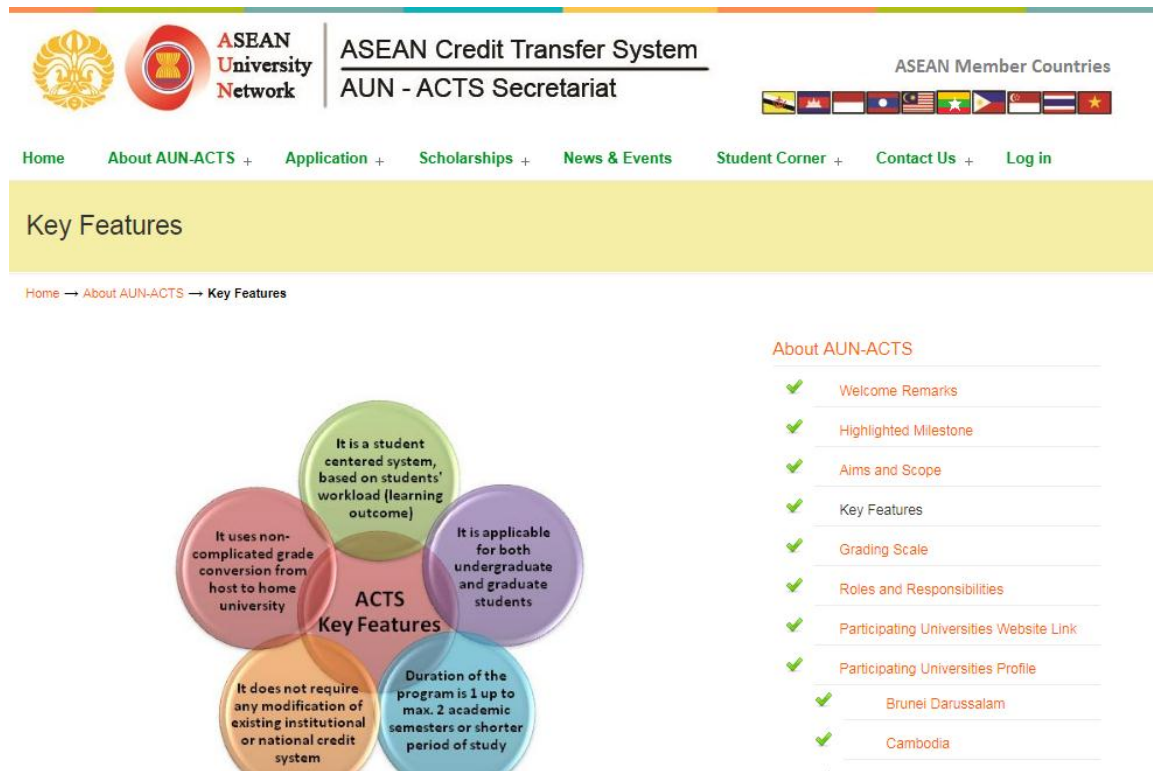 ASEAN
University
Network
ASEAN Credit Transfer System
AUN - ACTS Secretariat
ASEAN Member Countries
Home About AUN-ACTS + Application + Scholarships + News & Events Student Corner + Contact Us + Log in
Key Features
Home → About AUN-ACTS → Key Features
It is a student
centered system,
based on students'
workload (learning
outcome)
It uses non-
complicated grade
conversion from
host to home
university
It is applicable
for both
undergraduate
and graduate
students
ACTS
Key Features
It does not require
any modification of
existing institutional
or national credit
system
Duration of the
program is 1 up to
max. 2 academic
semesters or shorter
period of study
About AUN-ACTS
Welcome Remarks
Highlighted Milestone
Aims and Scope
Key Features
Grading Scale
Roles and Responsibilities
Participating Universities Website Link
Participating Universities Profile
Brunei Darussalam
Cambodia